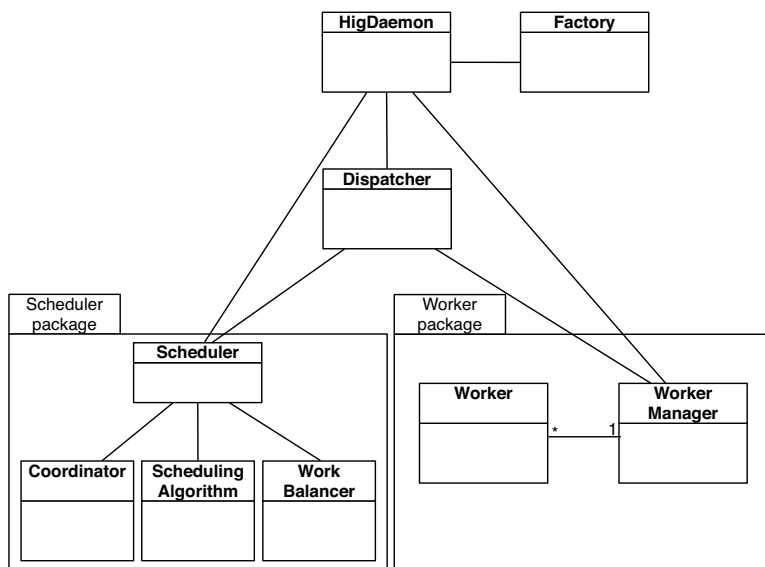 HigDaemon
Factory
Dispatcher
Scheduler
package
Worker
package
Scheduler
Worker
Worker
Manager
*
1
Coordinator
Scheduling
Algorithm
Work
Balancer